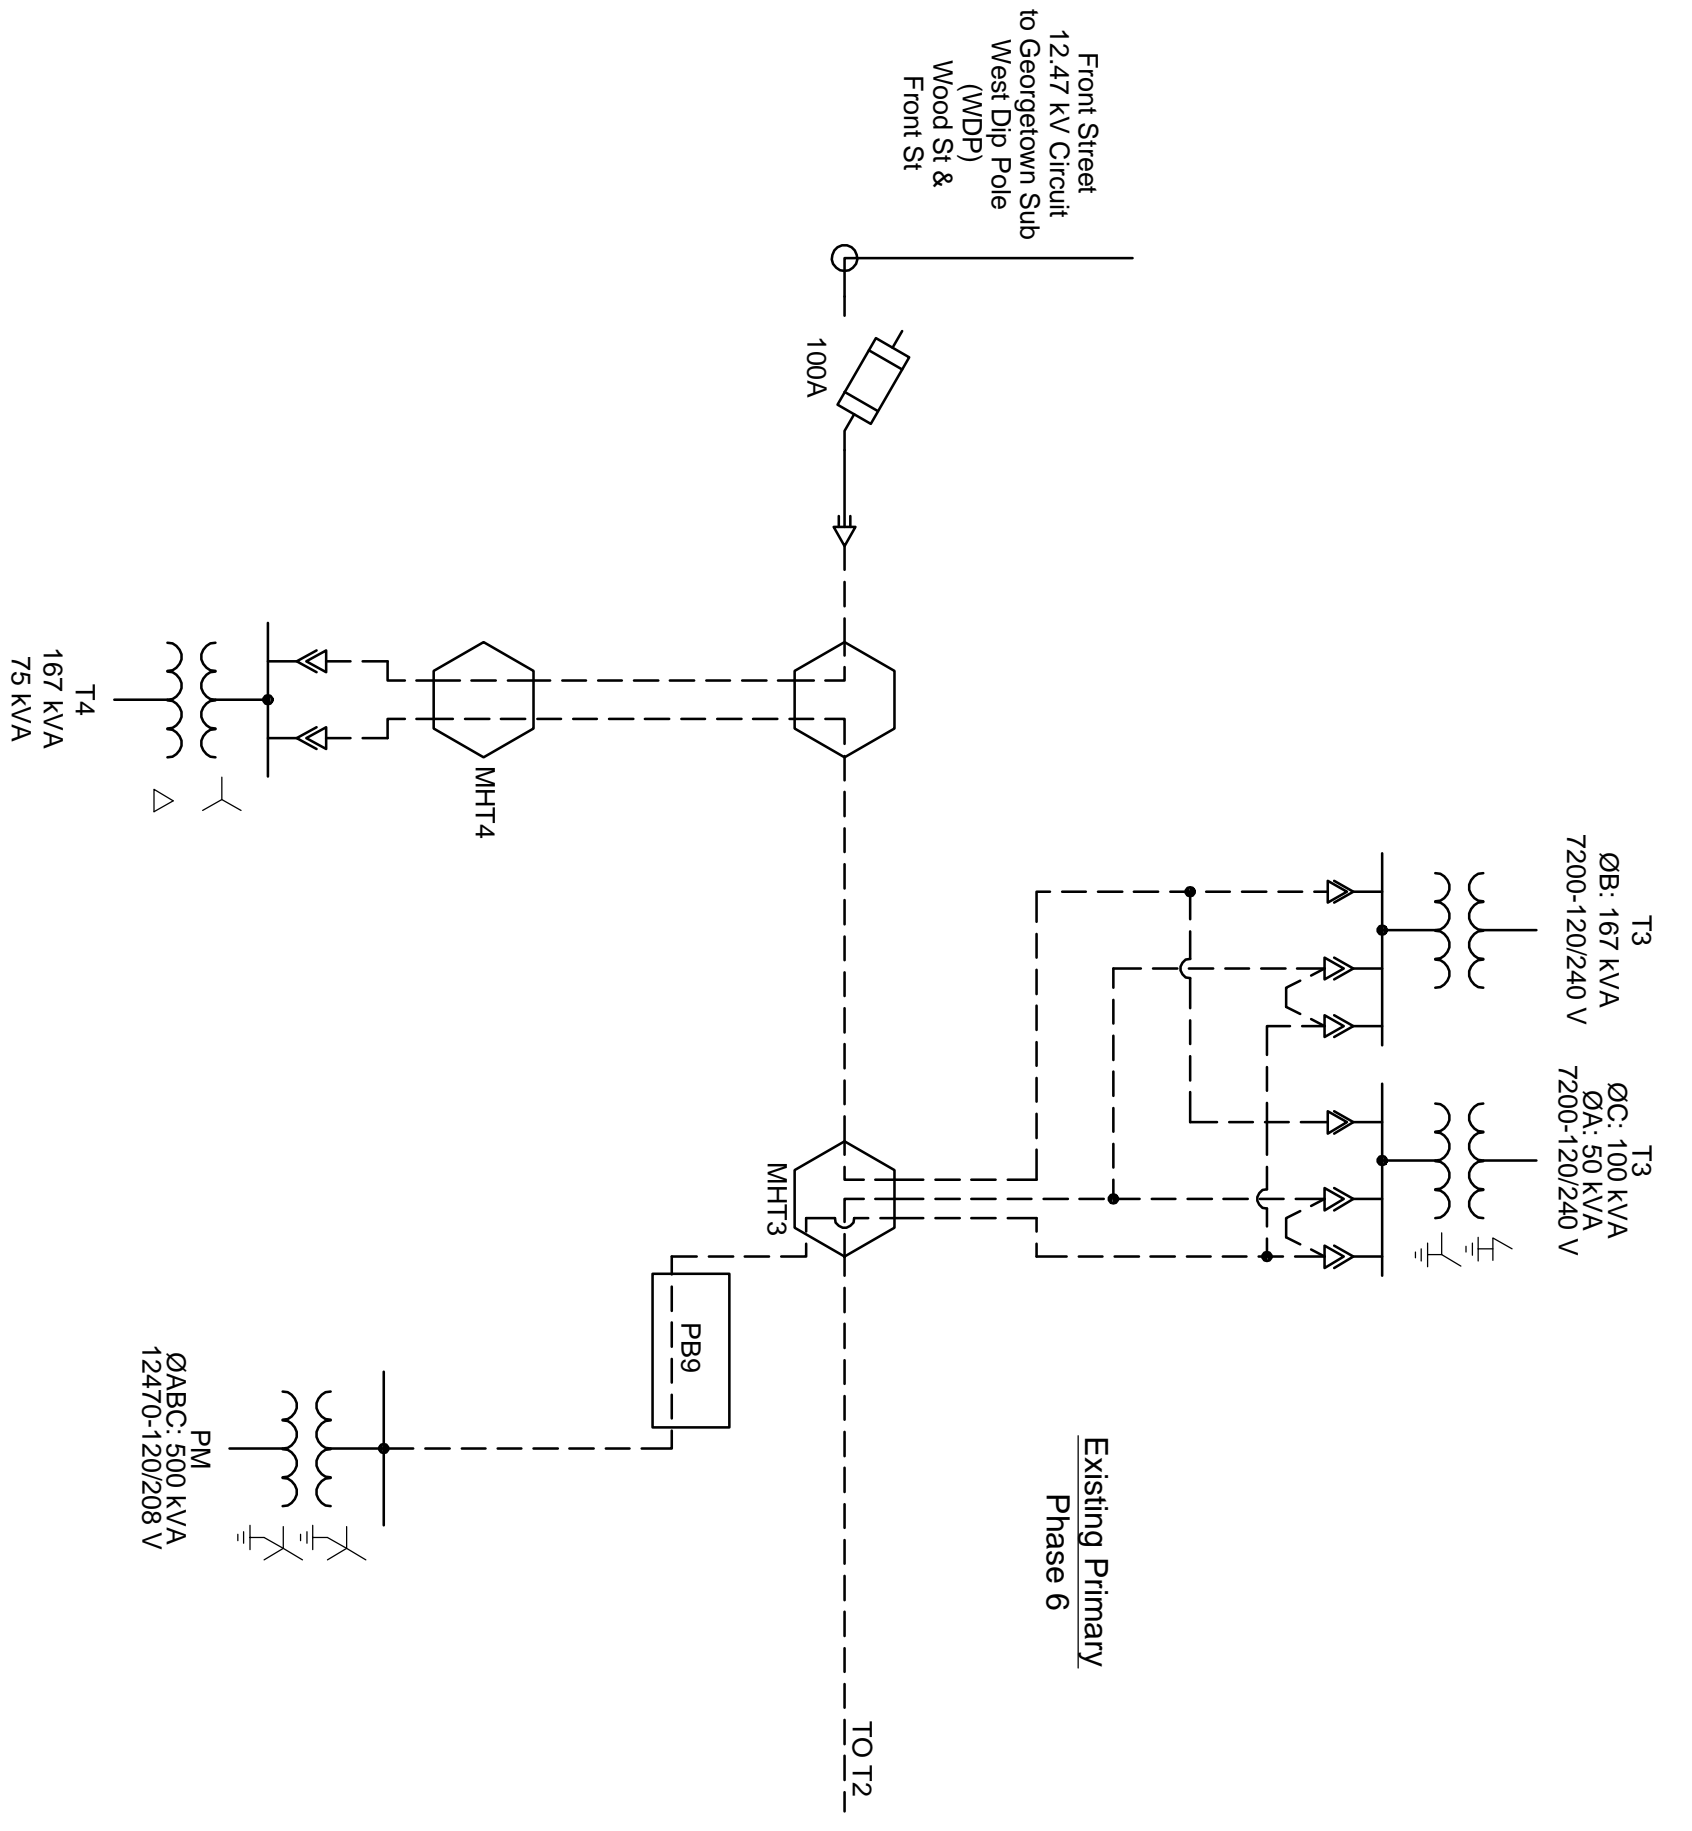 Front Street
12.47 kV Circuit
to Georgetown Sub
West Dip Pole
(WDP)
Wood St &
Front St
100A
T3
ØB: 167 kVA
7200-120/240 V
T3
ØC: 100 kVA
ØA: 50 kVA
7200-120/240 V
Existing Primary
Phase 6
TO T2
MHT3
PB9
MHT4
T4
167 kVA
75 kVA
PM
ØABC: 500 kVA
12470-120/208 V